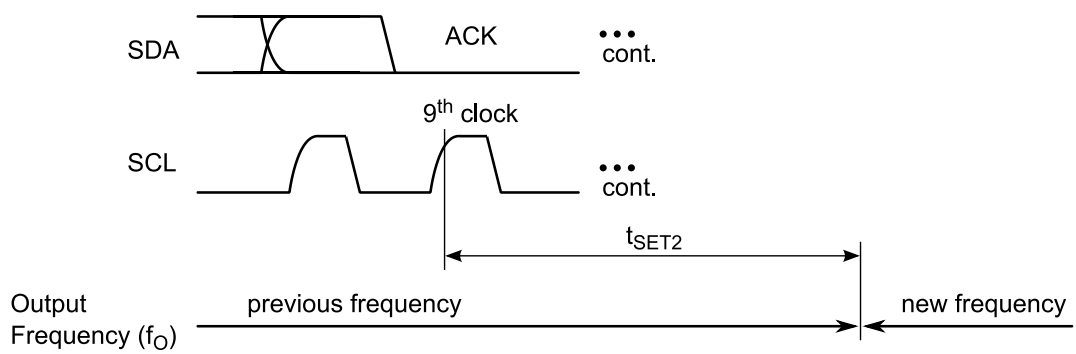 SDA
ACK
•••
cont.
9th clock
SCL
•••
cont.
tSET2
Output
Frequency (fO)
previous frequency
new frequency